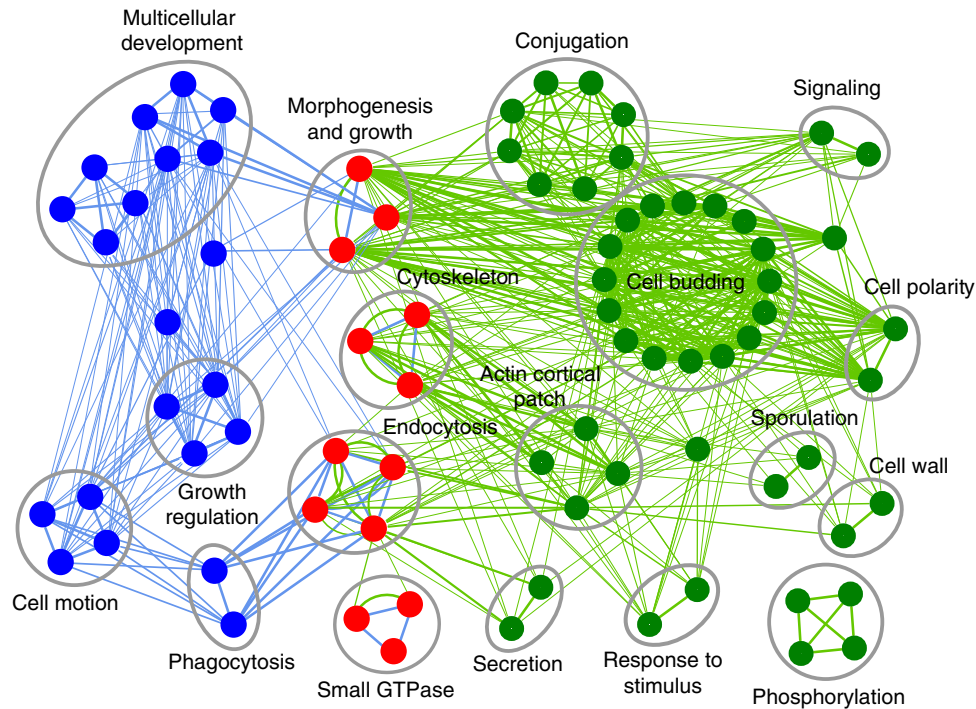 Multicellular
development
Conjugation
Signaling
Morphogenesis
and growth
Cytoskeleton
Cell budding
Cell polarity
Actin cortical
patch
Endocytosis
Sporulation
Cell wall
Growth
regulation
Cell motion
Phagocytosis
Small GTPase
Secretion
Response to
stimulus
Phosphorylation